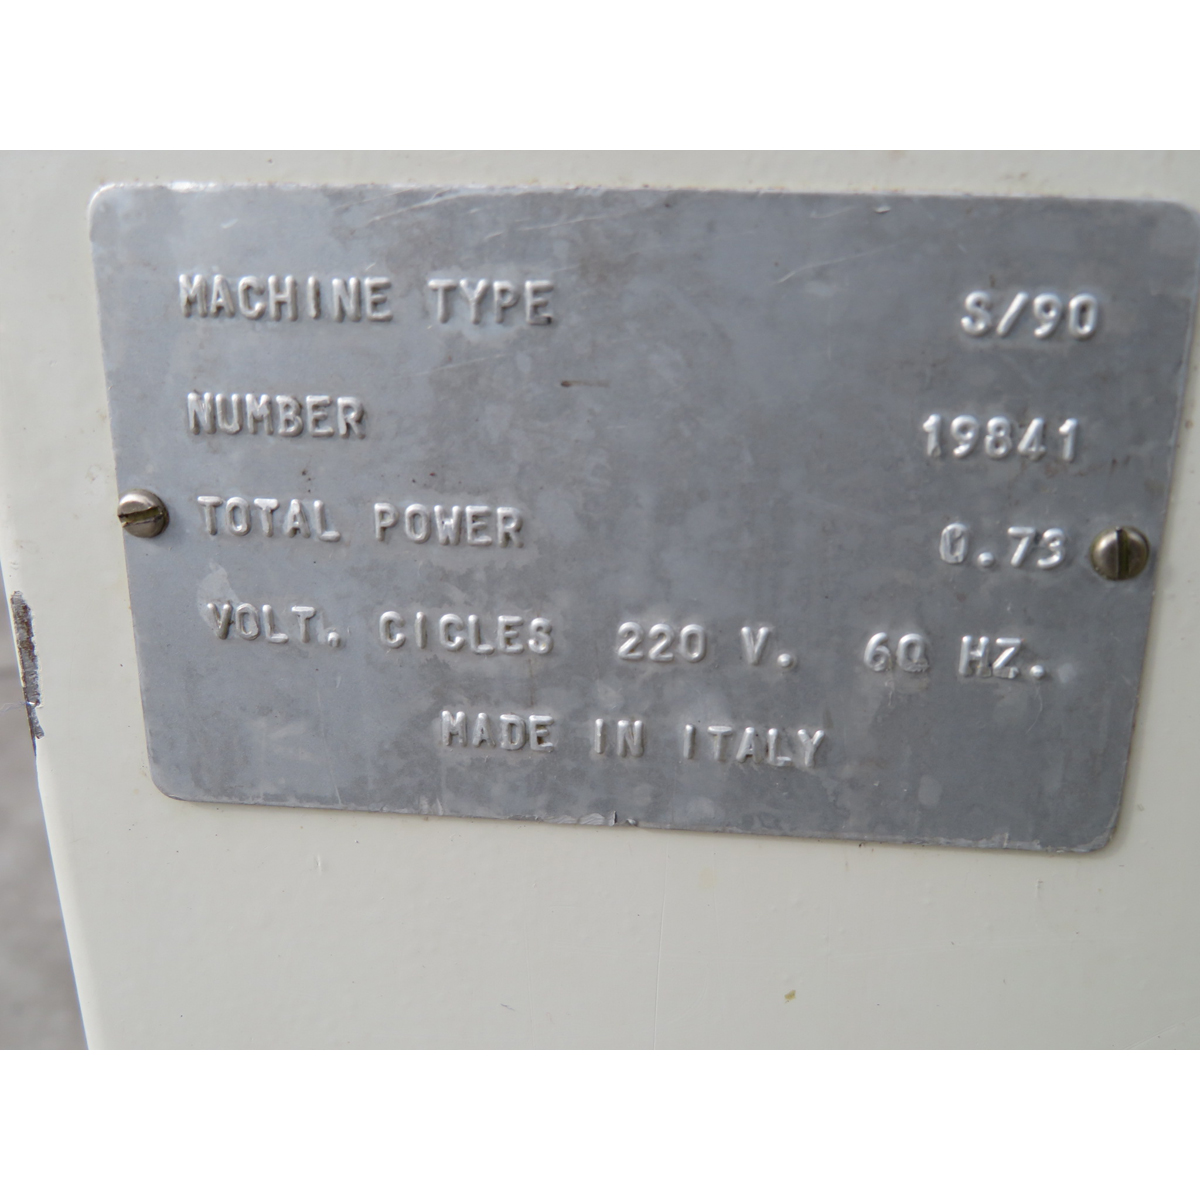 MACHINE TYPE S/90
NUMBER 19841
TOTAL POWER 0.73
VOLT. CICLES 220 V. 60 HZ.
MADE IN ITALY